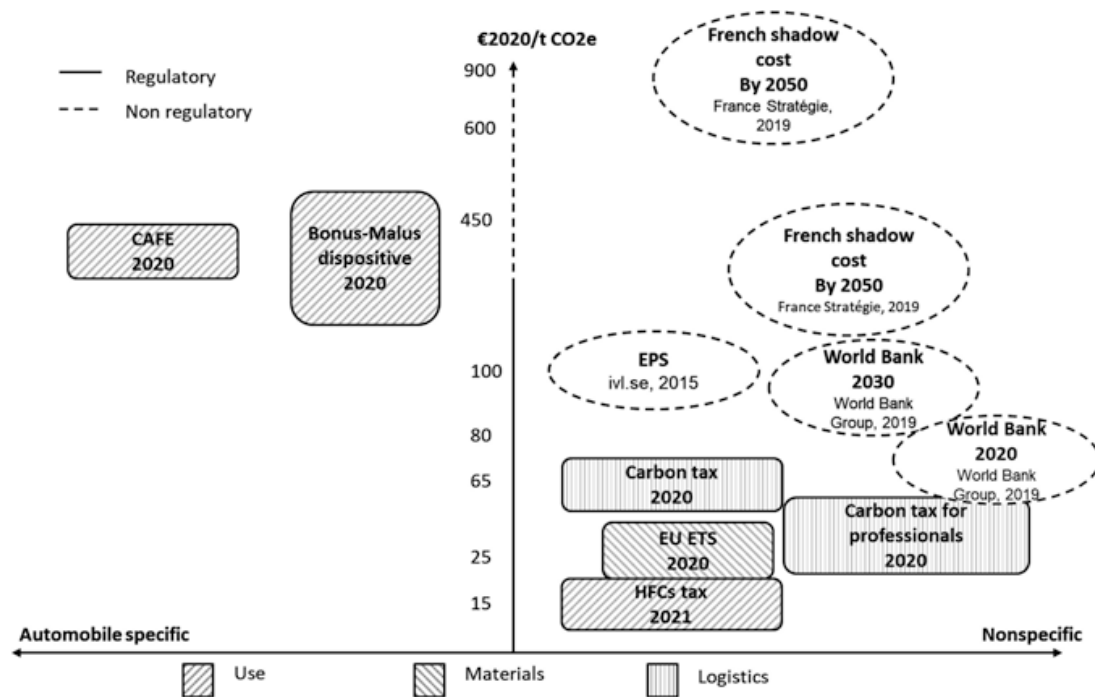 €2020/t CO2e
Regulatory
Non regulatory
900
600
450
100
80
65
25
15
French shadow
cost
By 2050
France Stratégie,
2019
CAFE
2020
Bonus-Malus
dispositive
2020
French shadow
cost
By 2050
France Stratégie, 2019
EPS
ivl.se, 2015
World Bank
2030
World Bank
Group, 2019
World Bank
2020
World Bank
Group, 2019
Carbon tax
2020
Carbon tax for
professionals
2020
EU ETS
2020
HFCs tax
2021
Automobile specific
Nonspecific
Use
Materials
Logistics